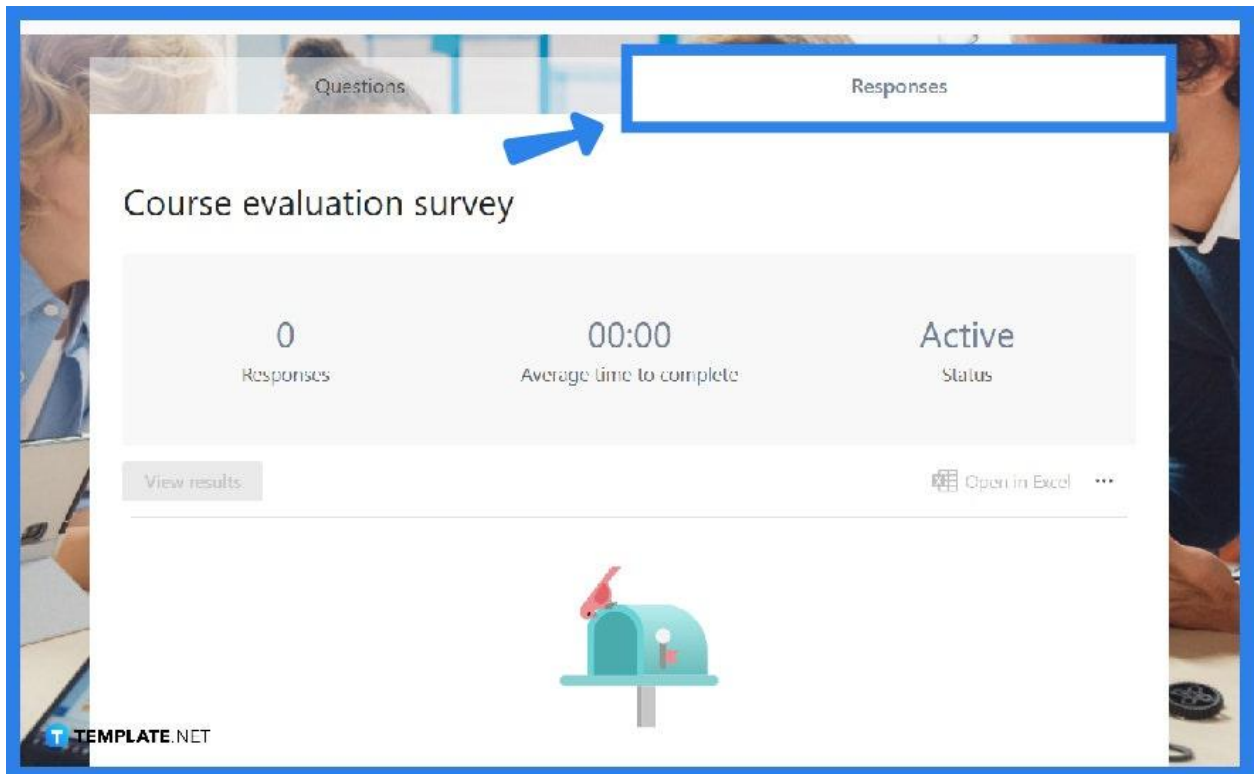 Questions
Responses
Course evaluation survey
0
Responses
00:00
Average time to complete
Active
Status
View results
Open in Excel
T TEMPLATE.NET